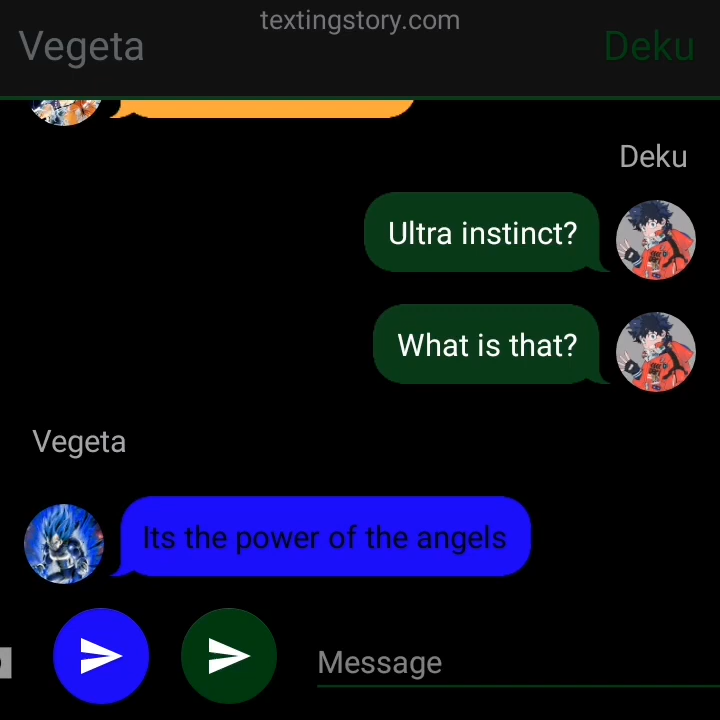 textingstory.com
Vegeta
Deku
Deku
Ultra instinct?
What is that?
Vegeta
Its the power of the angels
Message